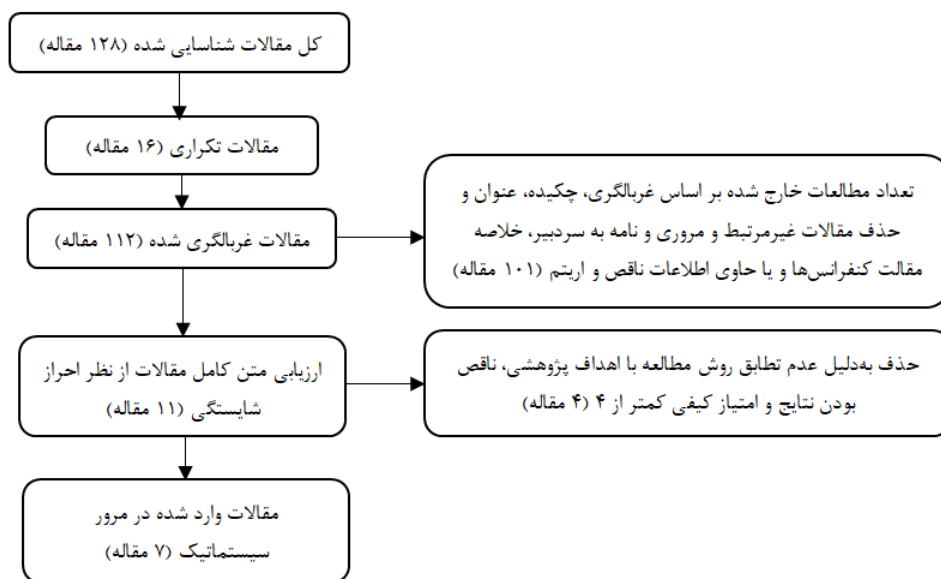 کل مقالات شناسایی شده (۱۲۸ مقاله)
مقالات تکراری (۱۶ مقاله)
مقالات غربالگری شده (۱۱۲ مقاله)
تعداد مطالعات خارج شده بر اساس غربالگری، چکیده، عنوان و
حذف مقالات غیرمرتبط و مروری و نامه به سردبیر، خلاصه
مقالت کنفرانس‌ها و یا حاوی اطلاعات ناقص و اریتم (۱۰۱ مقاله)
ارزیابی متن کامل مقالات از نظر احراز
شایستگی (۱۱ مقاله)
حذف به‌دلیل عدم تطابق روش مطالعه با اهداف پژوهشی، ناقص
بودن نتایج و امتیاز کیفی کمتر از ۴ (۴ مقاله)
مقالات وارد شده در مرور
سیستماتیک (۷ مقاله)